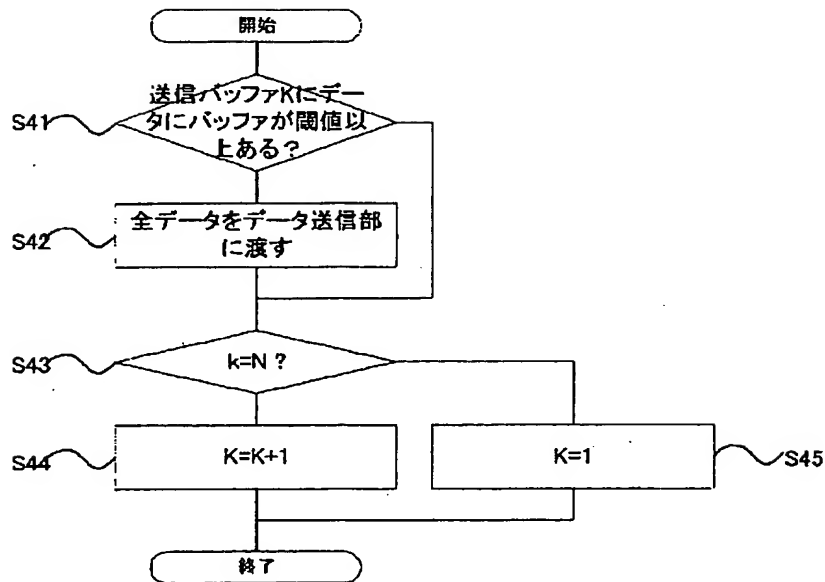 開始
S41
送信バッファKにデー
タにバッファが閾値以
上ある?
S42
全データをデータ送信部
に渡す
S43
k=N ?
S44
K=K+1
K=1
S45
終了